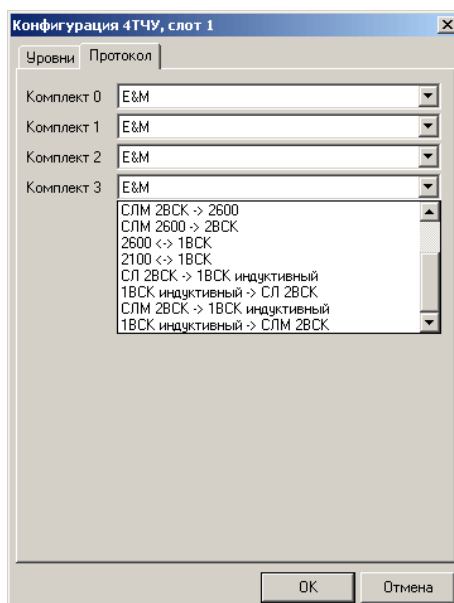 Конфигурация 4ТЧУ, слот 1
Уровни Протокол
Комплект 0 E&M
Комплект 1 E&M
Комплект 2 E&M
Комплект 3 E&M
СЛМ 2ВСК -> 2600
СЛМ 2600 -> 2ВСК
2600 <-> 1ВСК
2100 <-> 1ВСК
СЛ 2ВСК -> 1ВСК индуктивный
1ВСК индуктивный -> СЛ 2ВСК
СЛМ 2ВСК -> 1ВСК индуктивный
1ВСК индуктивный -> СЛМ 2ВСК
OK Отмена